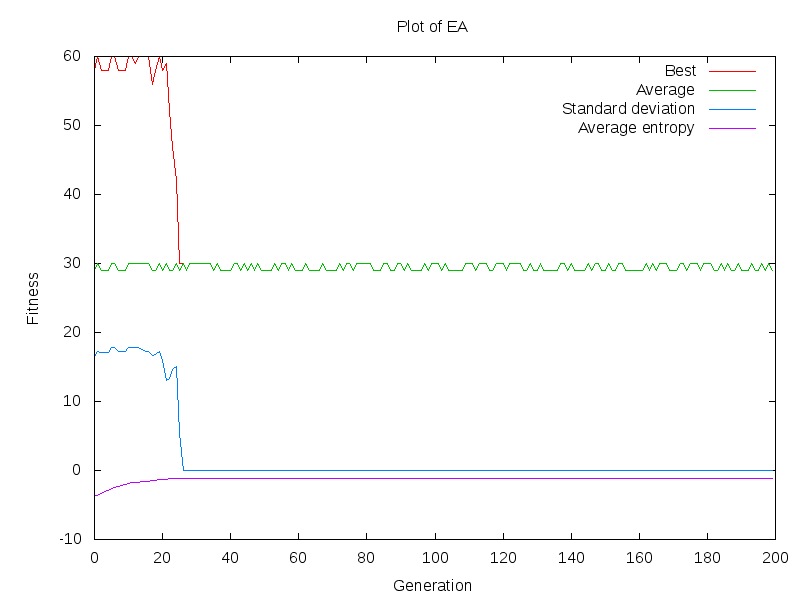 Plot of EA
60
50
40
30
20
10
0
-10
Fitness
Best
Average
Standard deviation
Average entropy
0 20 40 60 80 100 120 140 160 180 200
Generation